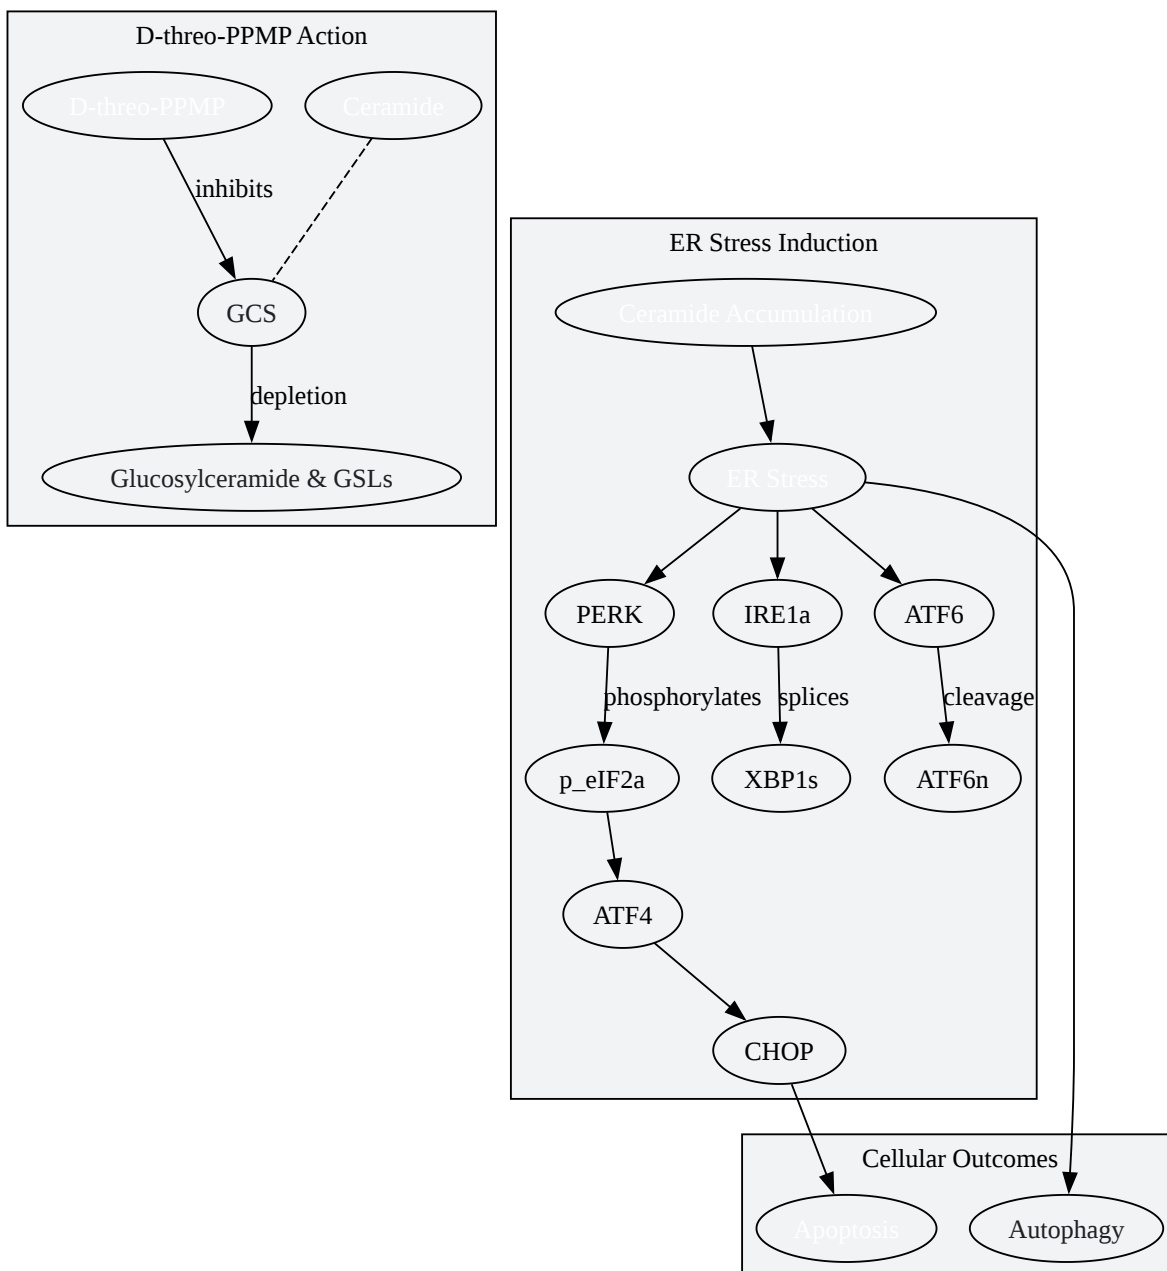 D-threo-PPMP Action
D-threo-PPMP
Ceramide
inhibits
GCS
depletion
Glucosylceramide & GSLs
ER Stress Induction
Ceramide Accumulation
ER Stress
PERK
IRE1a
ATF6
phosphorylates
splices
cleavage
p_eIF2a
XBP1s
ATF6n
ATF4
CHOP
Cellular Outcomes
Apoptosis
Autophagy